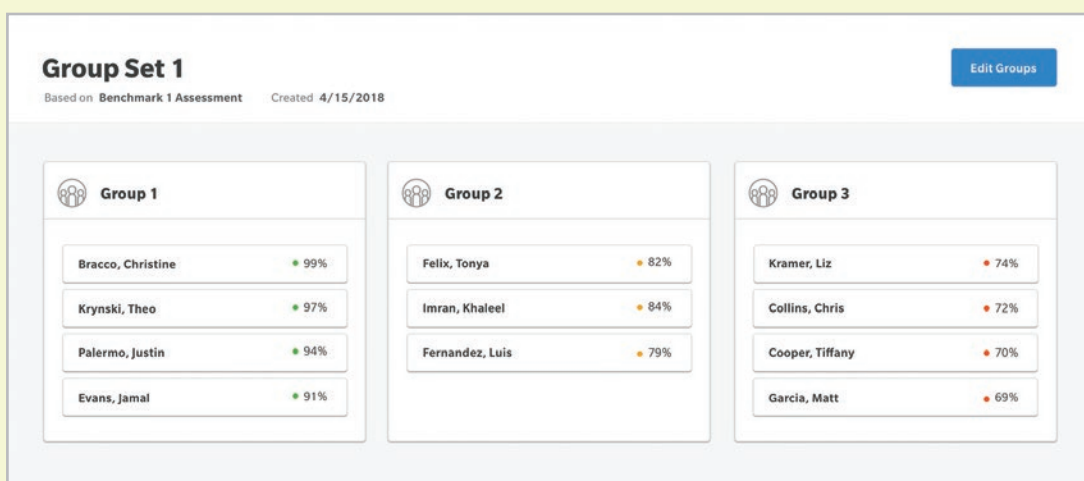 Group Set 1
Edit Groups
Based on Benchmark 1 Assessment Created 4/15/2018
Group 1
Bracco, Christine 99%
Krynski, Theo 97%
Palermo, Justin 94%
Evans, Jamal 91%
Group 2
Felix, Tonya 82%
Imran, Khaleel 84%
Fernandez, Luis 79%
Group 3
Kramer, Liz 74%
Collins, Chris 72%
Cooper, Tiffany 70%
Garcia, Matt 69%